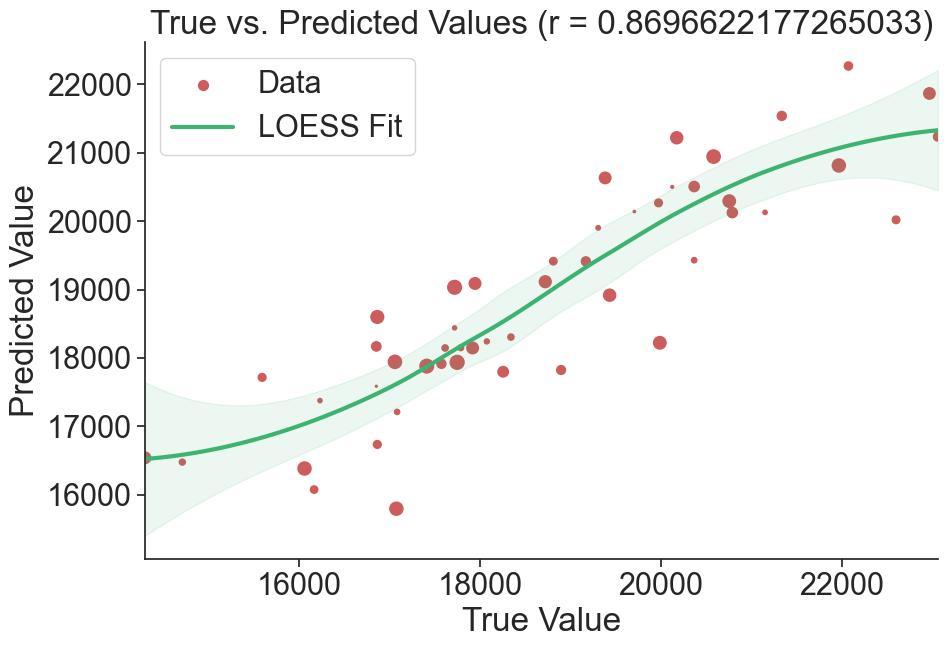 True vs. Predicted Values (r = 0.8696622177265033)
Data
LOESS Fit
22000
21000
20000
19000
18000
17000
16000
Predicted Value
16000
18000
20000
22000
True Value